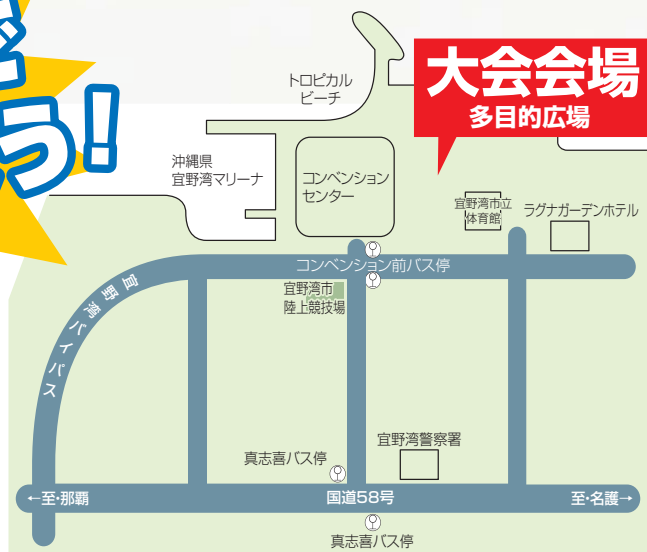 う!
大会会場
多目的広場
トロピカル
ビーチ
沖縄県
宜野湾マリーナ
コンベンション
センター
宜野湾市立
体育館
ラグナガーデンホテル
コンベンション前バス停
宜野湾市
陸上競技場
宜野湾バイパス
宜野湾警察署
真志喜バス停
←至・那覇
国道58号
至・名護→
真志喜バス停